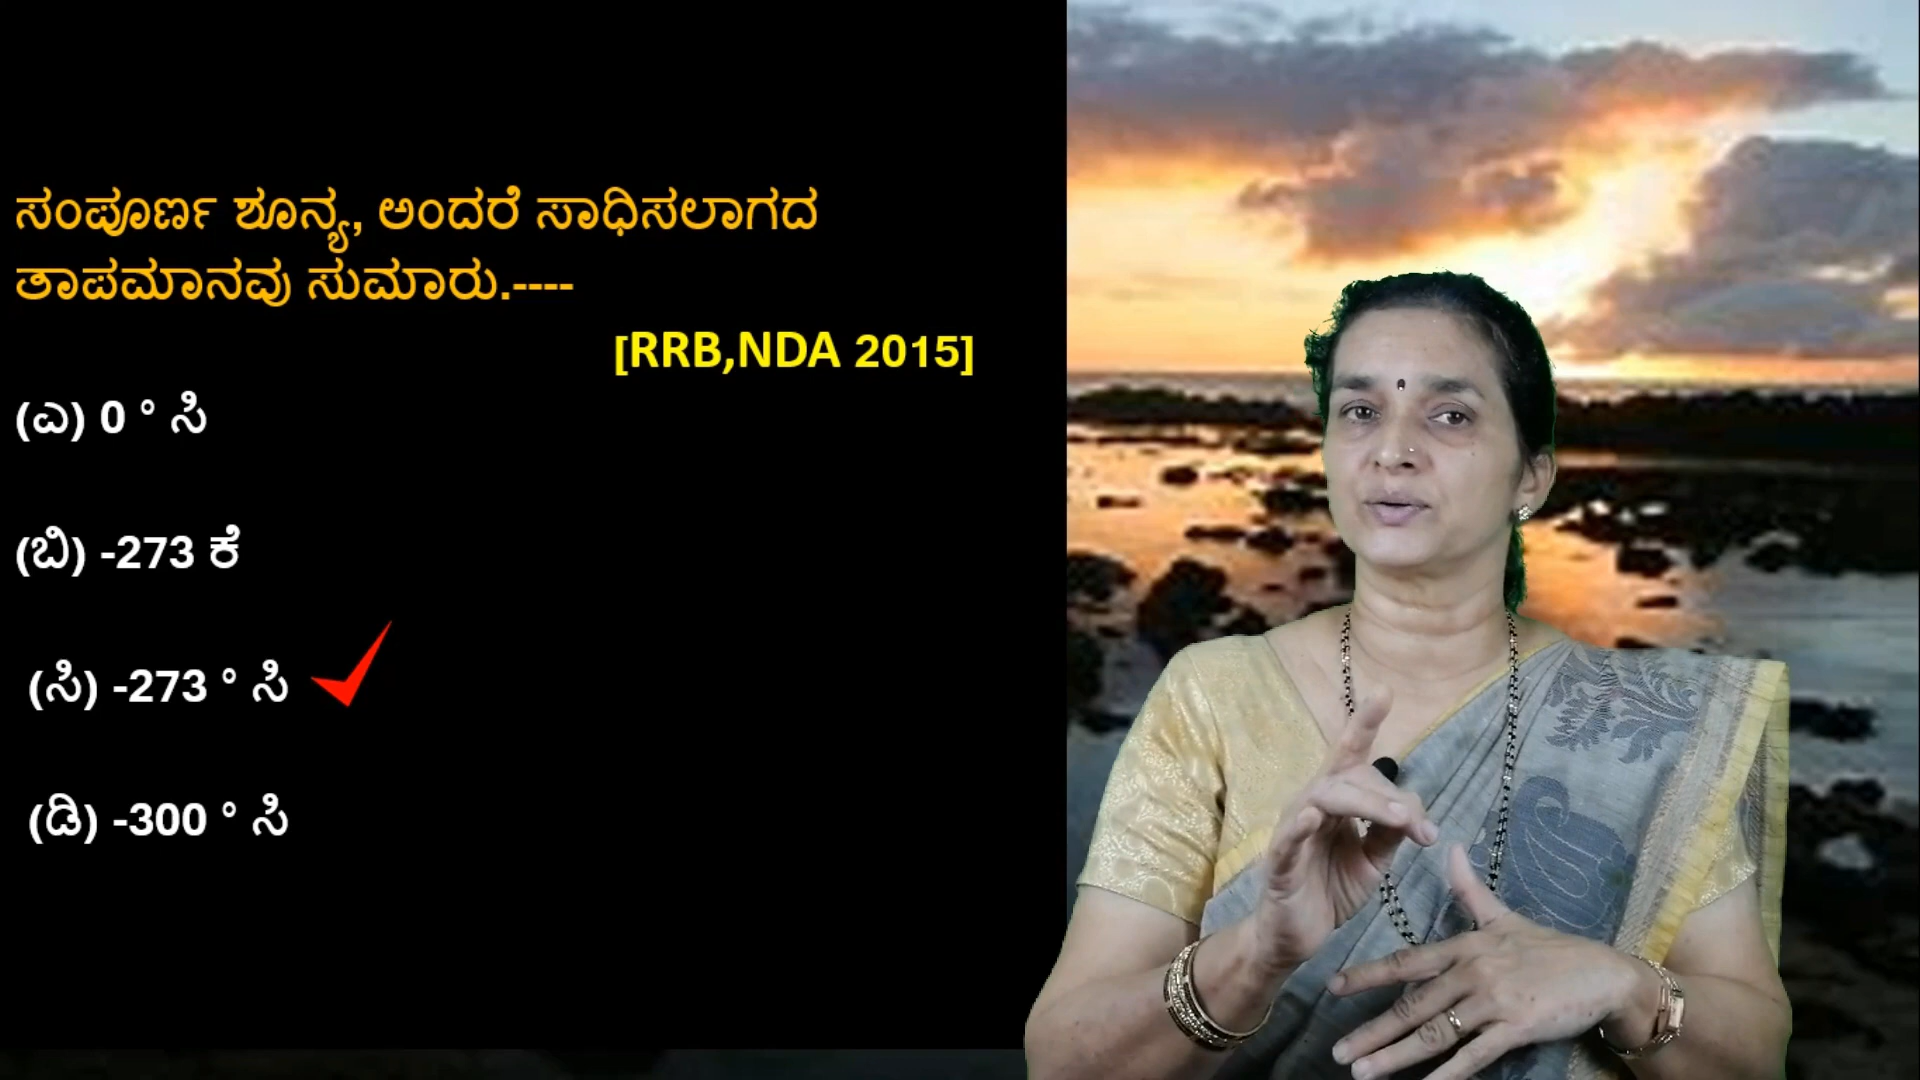 ಸಂಪೂರ್ಣ ಶೂನ್ಯ, ಅಂದರೆ ಸಾಧಿಸಲಾಗದ
ತಾಪಮಾನವು ಸುಮಾರು.----
[RRB,NDA 2015]
(ಎ) 0 ° ಸಿ
(ಬಿ) -273 ಕೆ
(ಸಿ) -273 ° ಸಿ
(ಡಿ) -300 ° ಸಿ